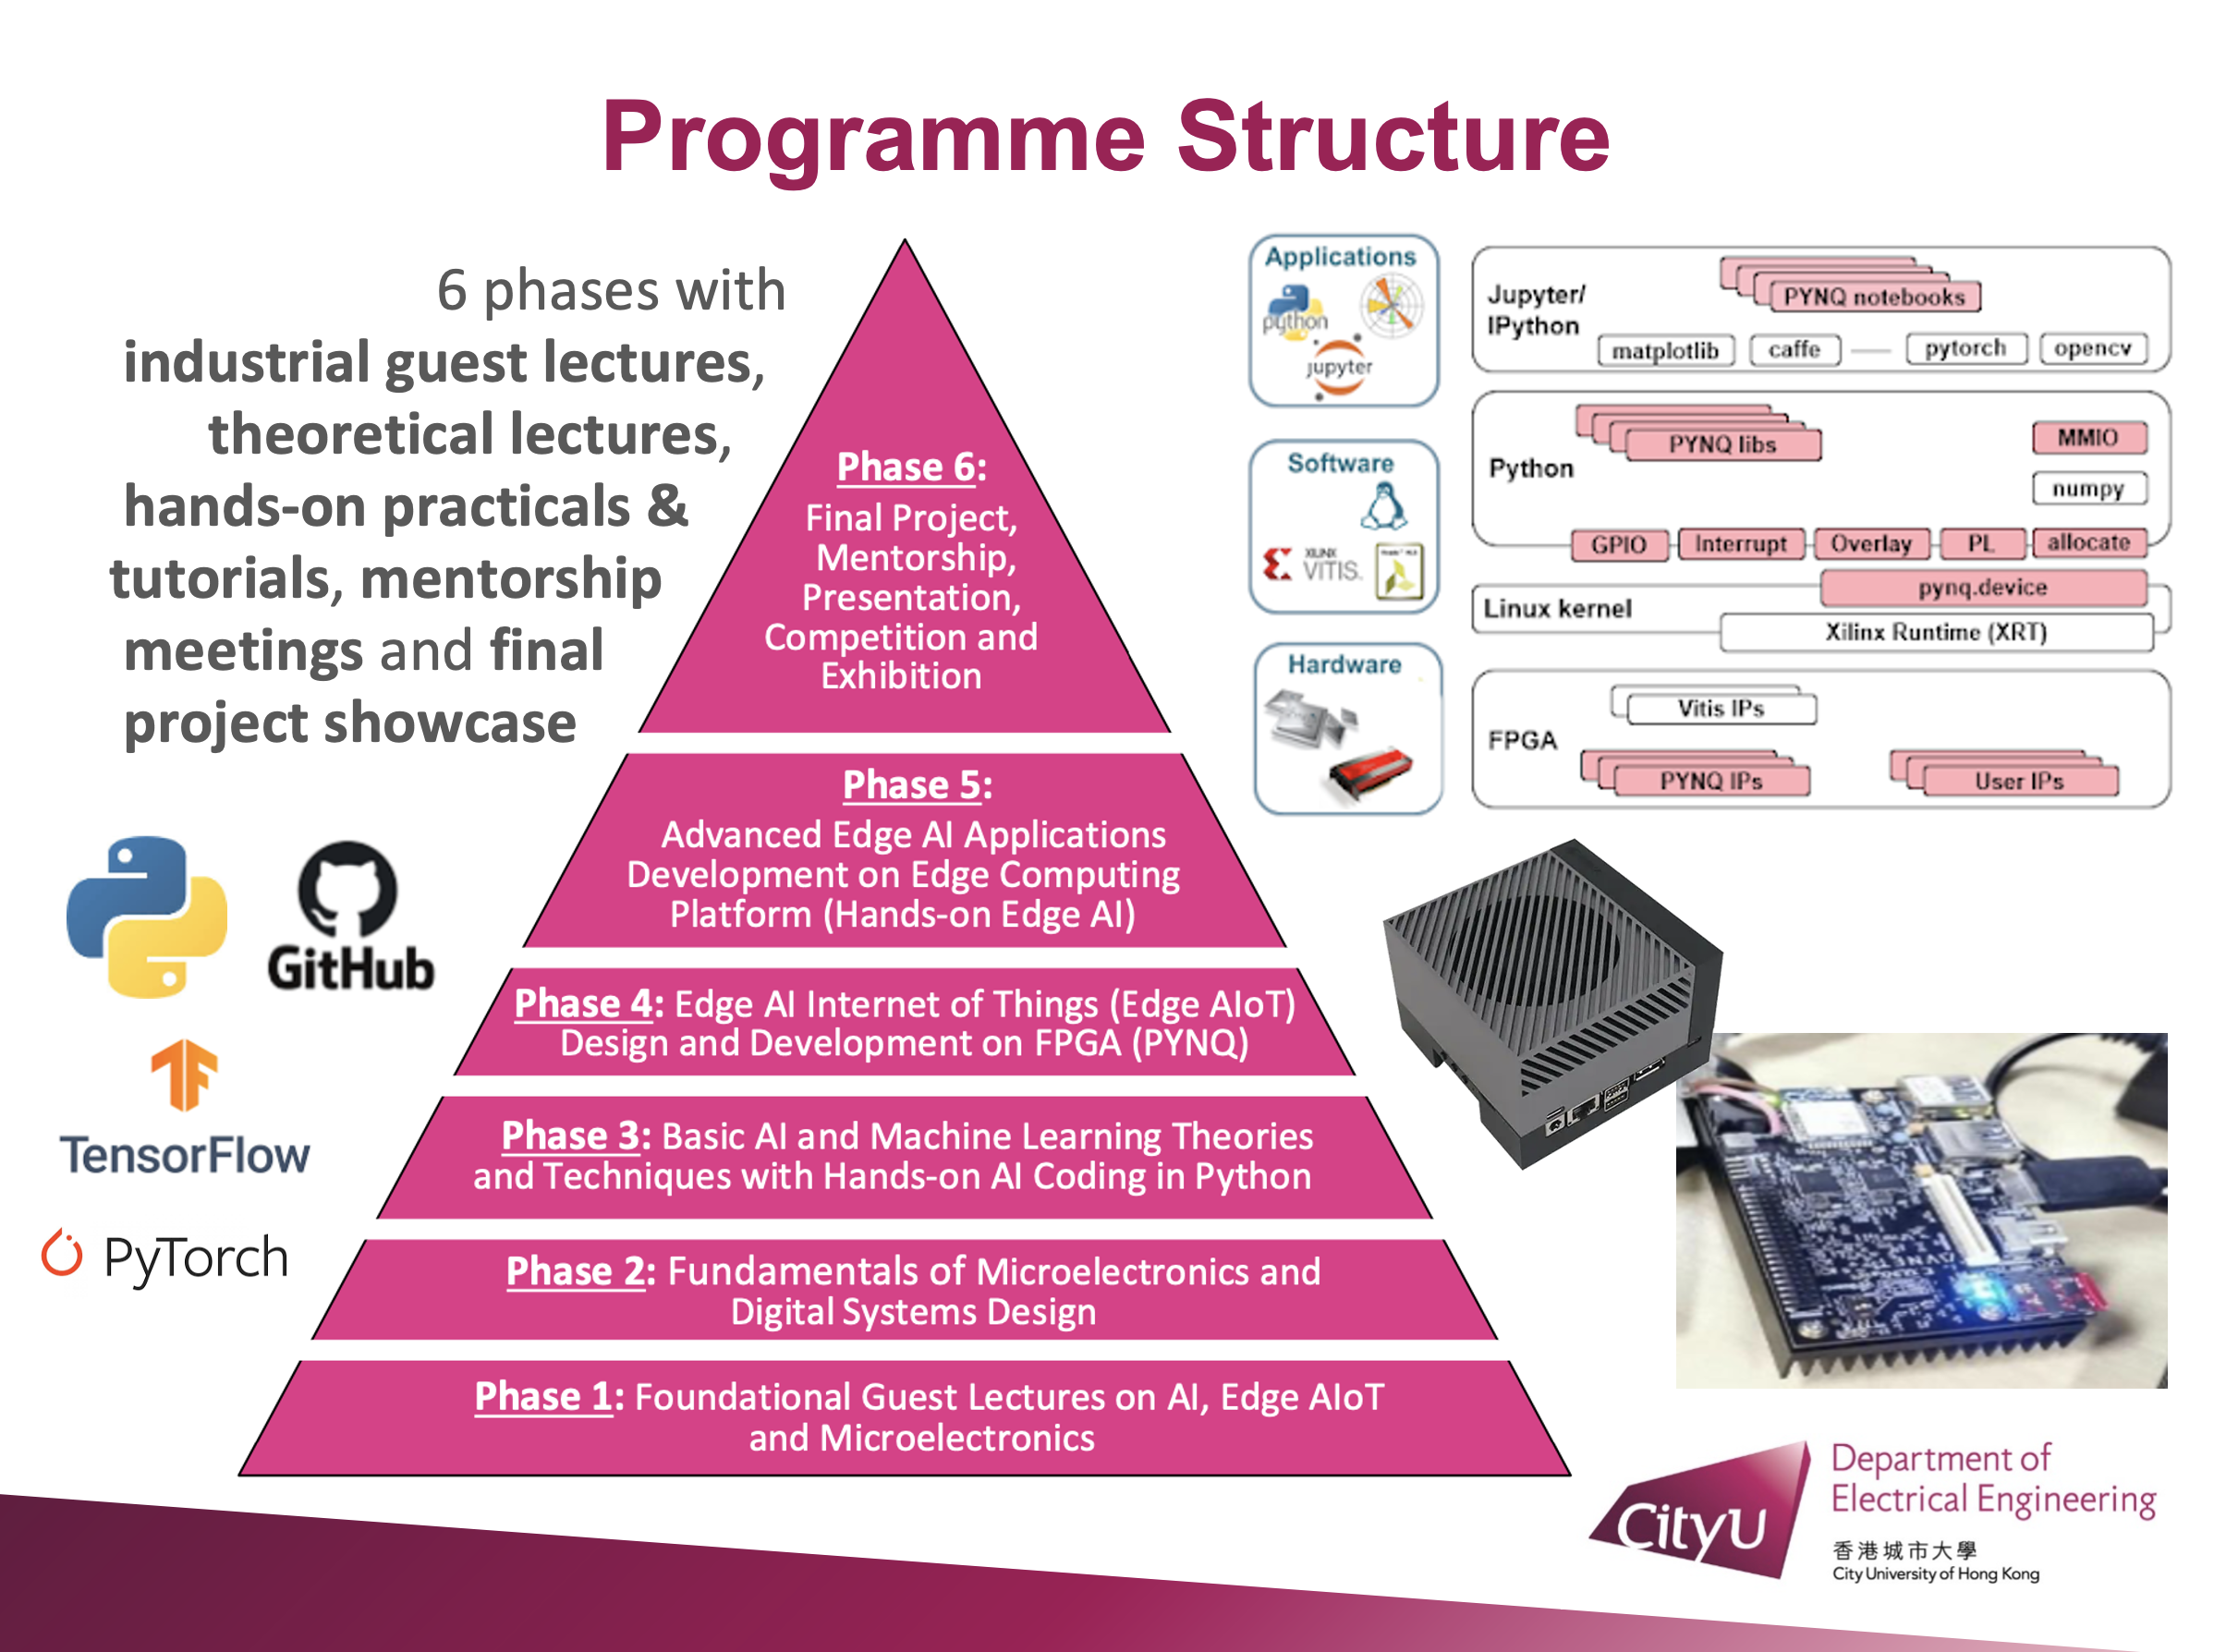 Programme Structure
6 phases with
industrial guest lectures,
theoretical lectures,
hands-on practicals &
tutorials, mentorship
meetings and final
project showcase
Phase 6:
Final Project,
Mentorship,
Presentation,
Competition and
Exhibition
Phase 5:
Advanced Edge AI Applications
Development on Edge Computing
Platform (Hands-on Edge AI)
Phase 4: Edge AI Internet of Things (Edge AIoT)
Design and Development on FPGA (PYNQ)
Phase 3: Basic AI and Machine Learning Theories
and Techniques with Hands-on AI Coding in Python
Phase 2: Fundamentals of Microelectronics and
Digital Systems Design
Phase 1: Foundational Guest Lectures on AI, Edge AIoT
and Microelectronics
GitHub
TensorFlow
PyTorch
Applications
python
jupyter
Software
XILINX
VITIS.
Hardware
Jupyter/
IPython
PYNQ notebooks
matplotlib
caffe
pytorch
opencv
Python
PYNQ libs
MMIO
numpy
GPIO
Interrupt
Overlay
PL
allocate
Linux kernel
pynq.device
Xilinx Runtime (XRT)
FPGA
Vitis IPs
PYNQ IPs
User IPs
CityU
Department of
Electrical Engineering
香港城市大學
City University of Hong Kong